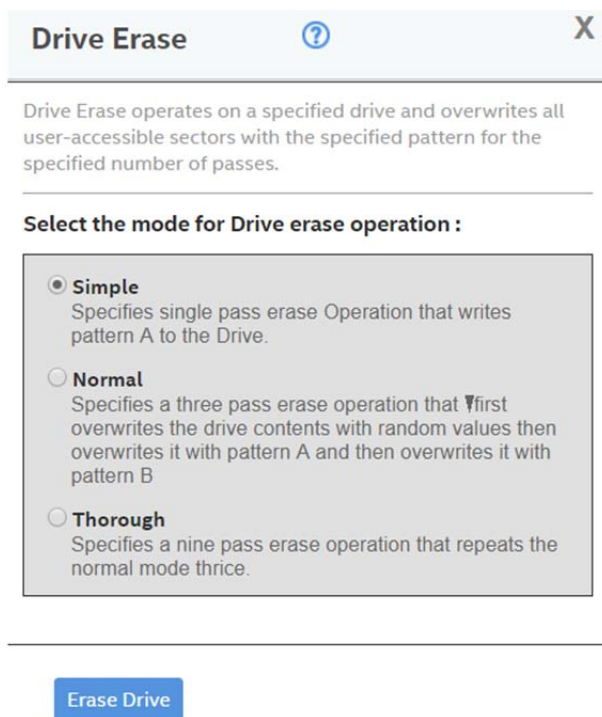 Drive Erase ? X
Drive Erase operates on a specified drive and overwrites all
user-accessible sectors with the specified pattern for the
specified number of passes.
Select the mode for Drive erase operation :
Simple
Specifies single pass erase Operation that writes
pattern A to the Drive.
Normal
Specifies a three pass erase operation that first
overwrites the drive contents with random values then
overwrites it with pattern A and then overwrites it with
pattern B
Thorough
Specifies a nine pass erase operation that repeats the
normal mode thrice.
Erase Drive